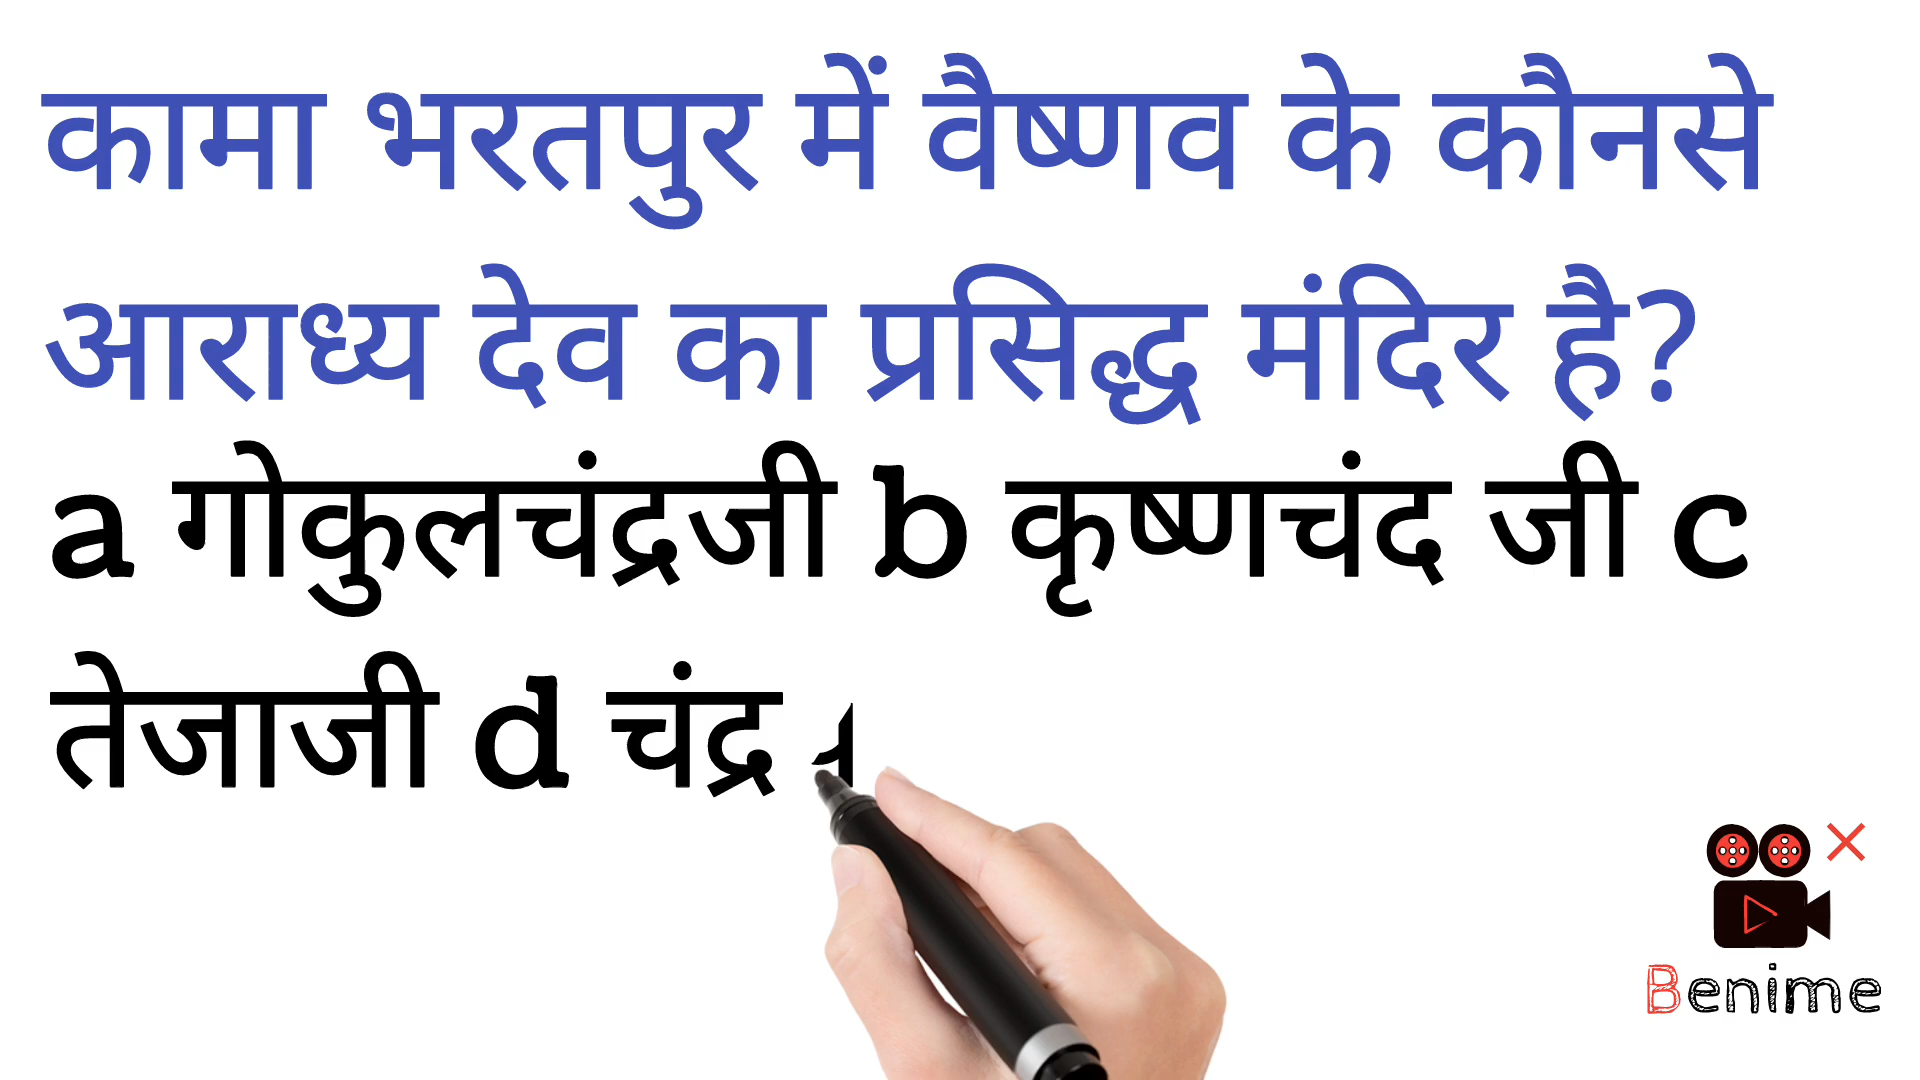 कामा भरतपुर में वैष्णव के कौनसे
आराध्य देव का प्रसिद्ध मंदिर है?
a गोकुलचंद्रजी b कृष्णचंद जी c
तेजाजी d चंद्र
Benime